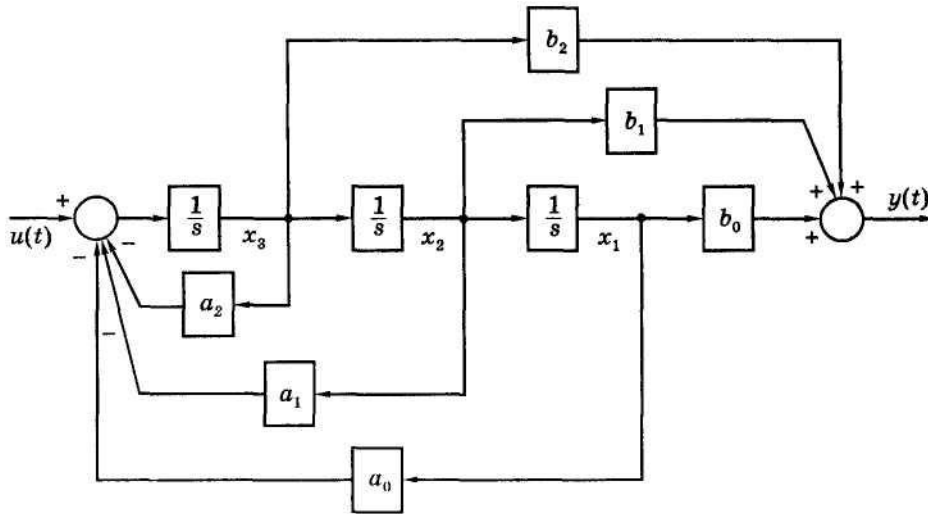 b₂
b₁
+ + +
+ 1/s 1/s 1/s b₀ y(t)
u(t) − x₃ x₂ x₁ +
−
a₂
−
a₁
a₀